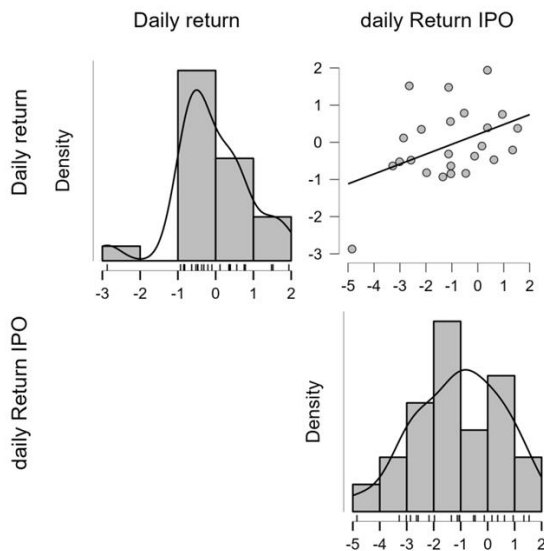 Daily return
daily Return IPO
Daily return
Density
2
1
0
-1
-2
-3
-3 -2 -1 0 1 2
-5 -4 -3 -2 -1 0 1 2
daily Return IPO
Density
-5 -4 -3 -2 -1 0 1 2